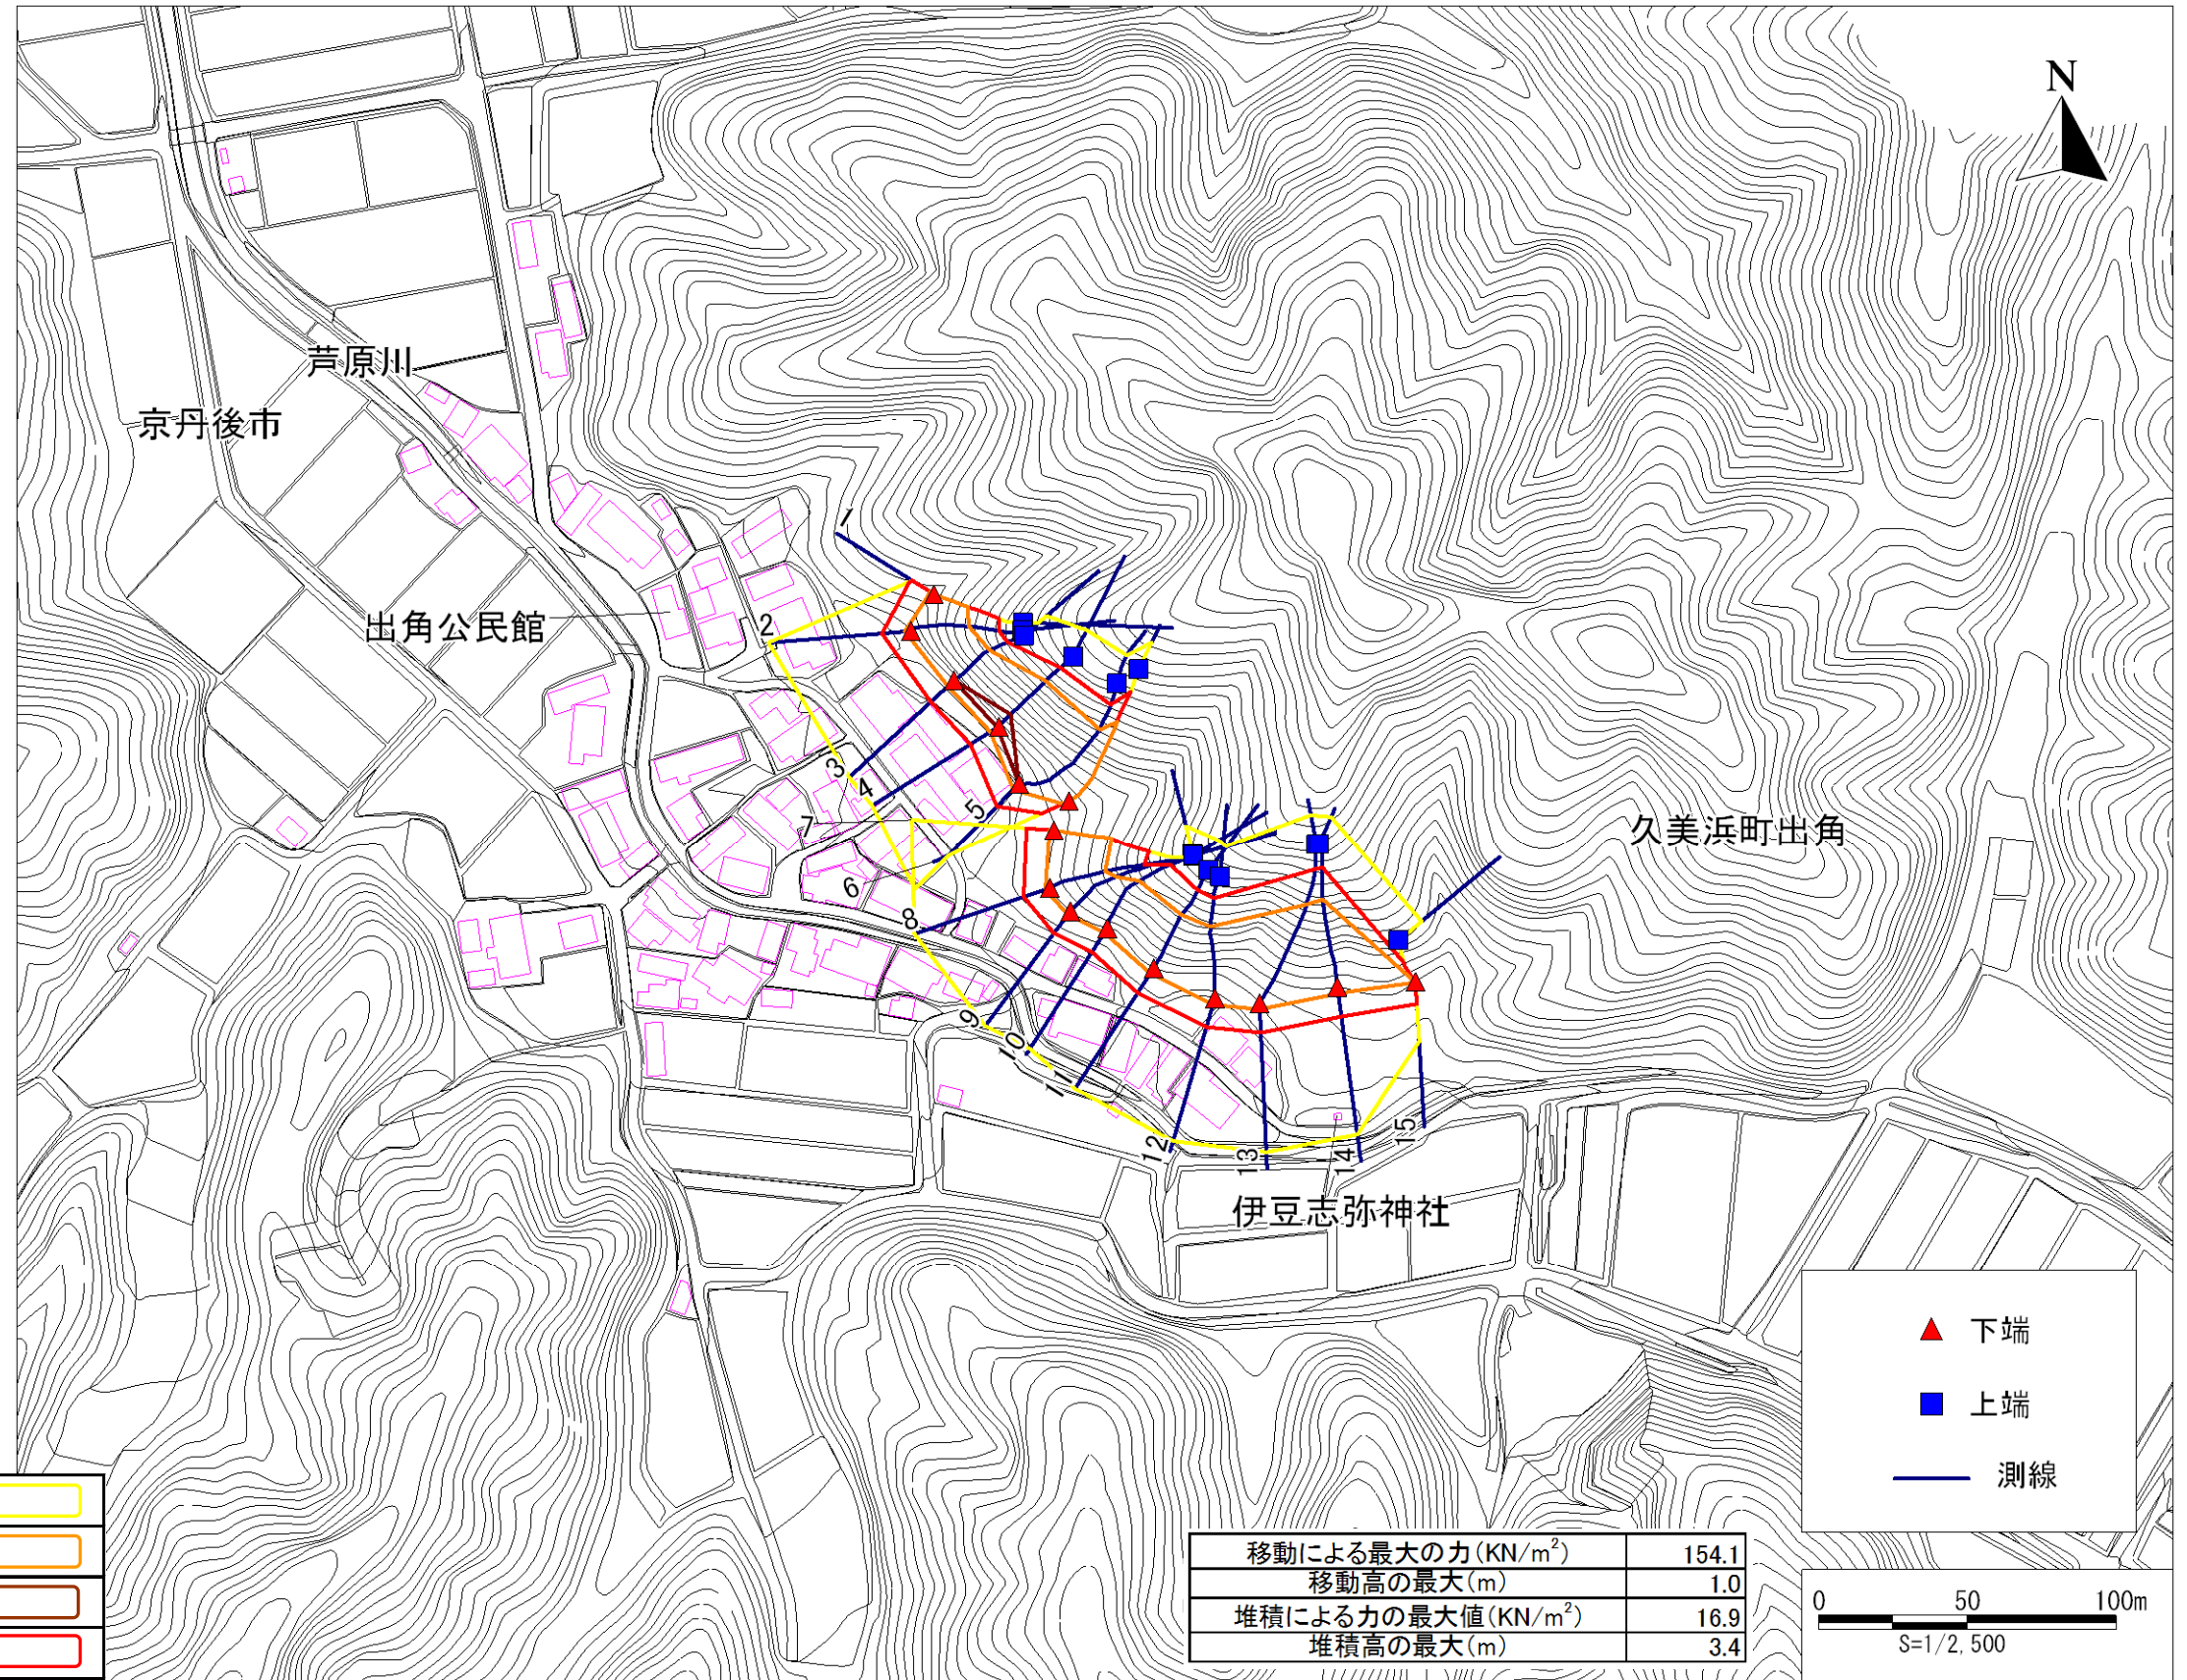 N
芦原川
京丹後市
1
出角公民館
2
3
4
5
7
久美浜町出角
6
8
9
10
11
12
13
14
15
伊豆志弥神社
下端
上端
測線
移動による最大の力(KN/m²) 154.1
移動高の最大(m) 1.0
堆積による力の最大値(KN/m²) 16.9
堆積高の最大(m) 3.4
0 50 100m
S=1/2,500